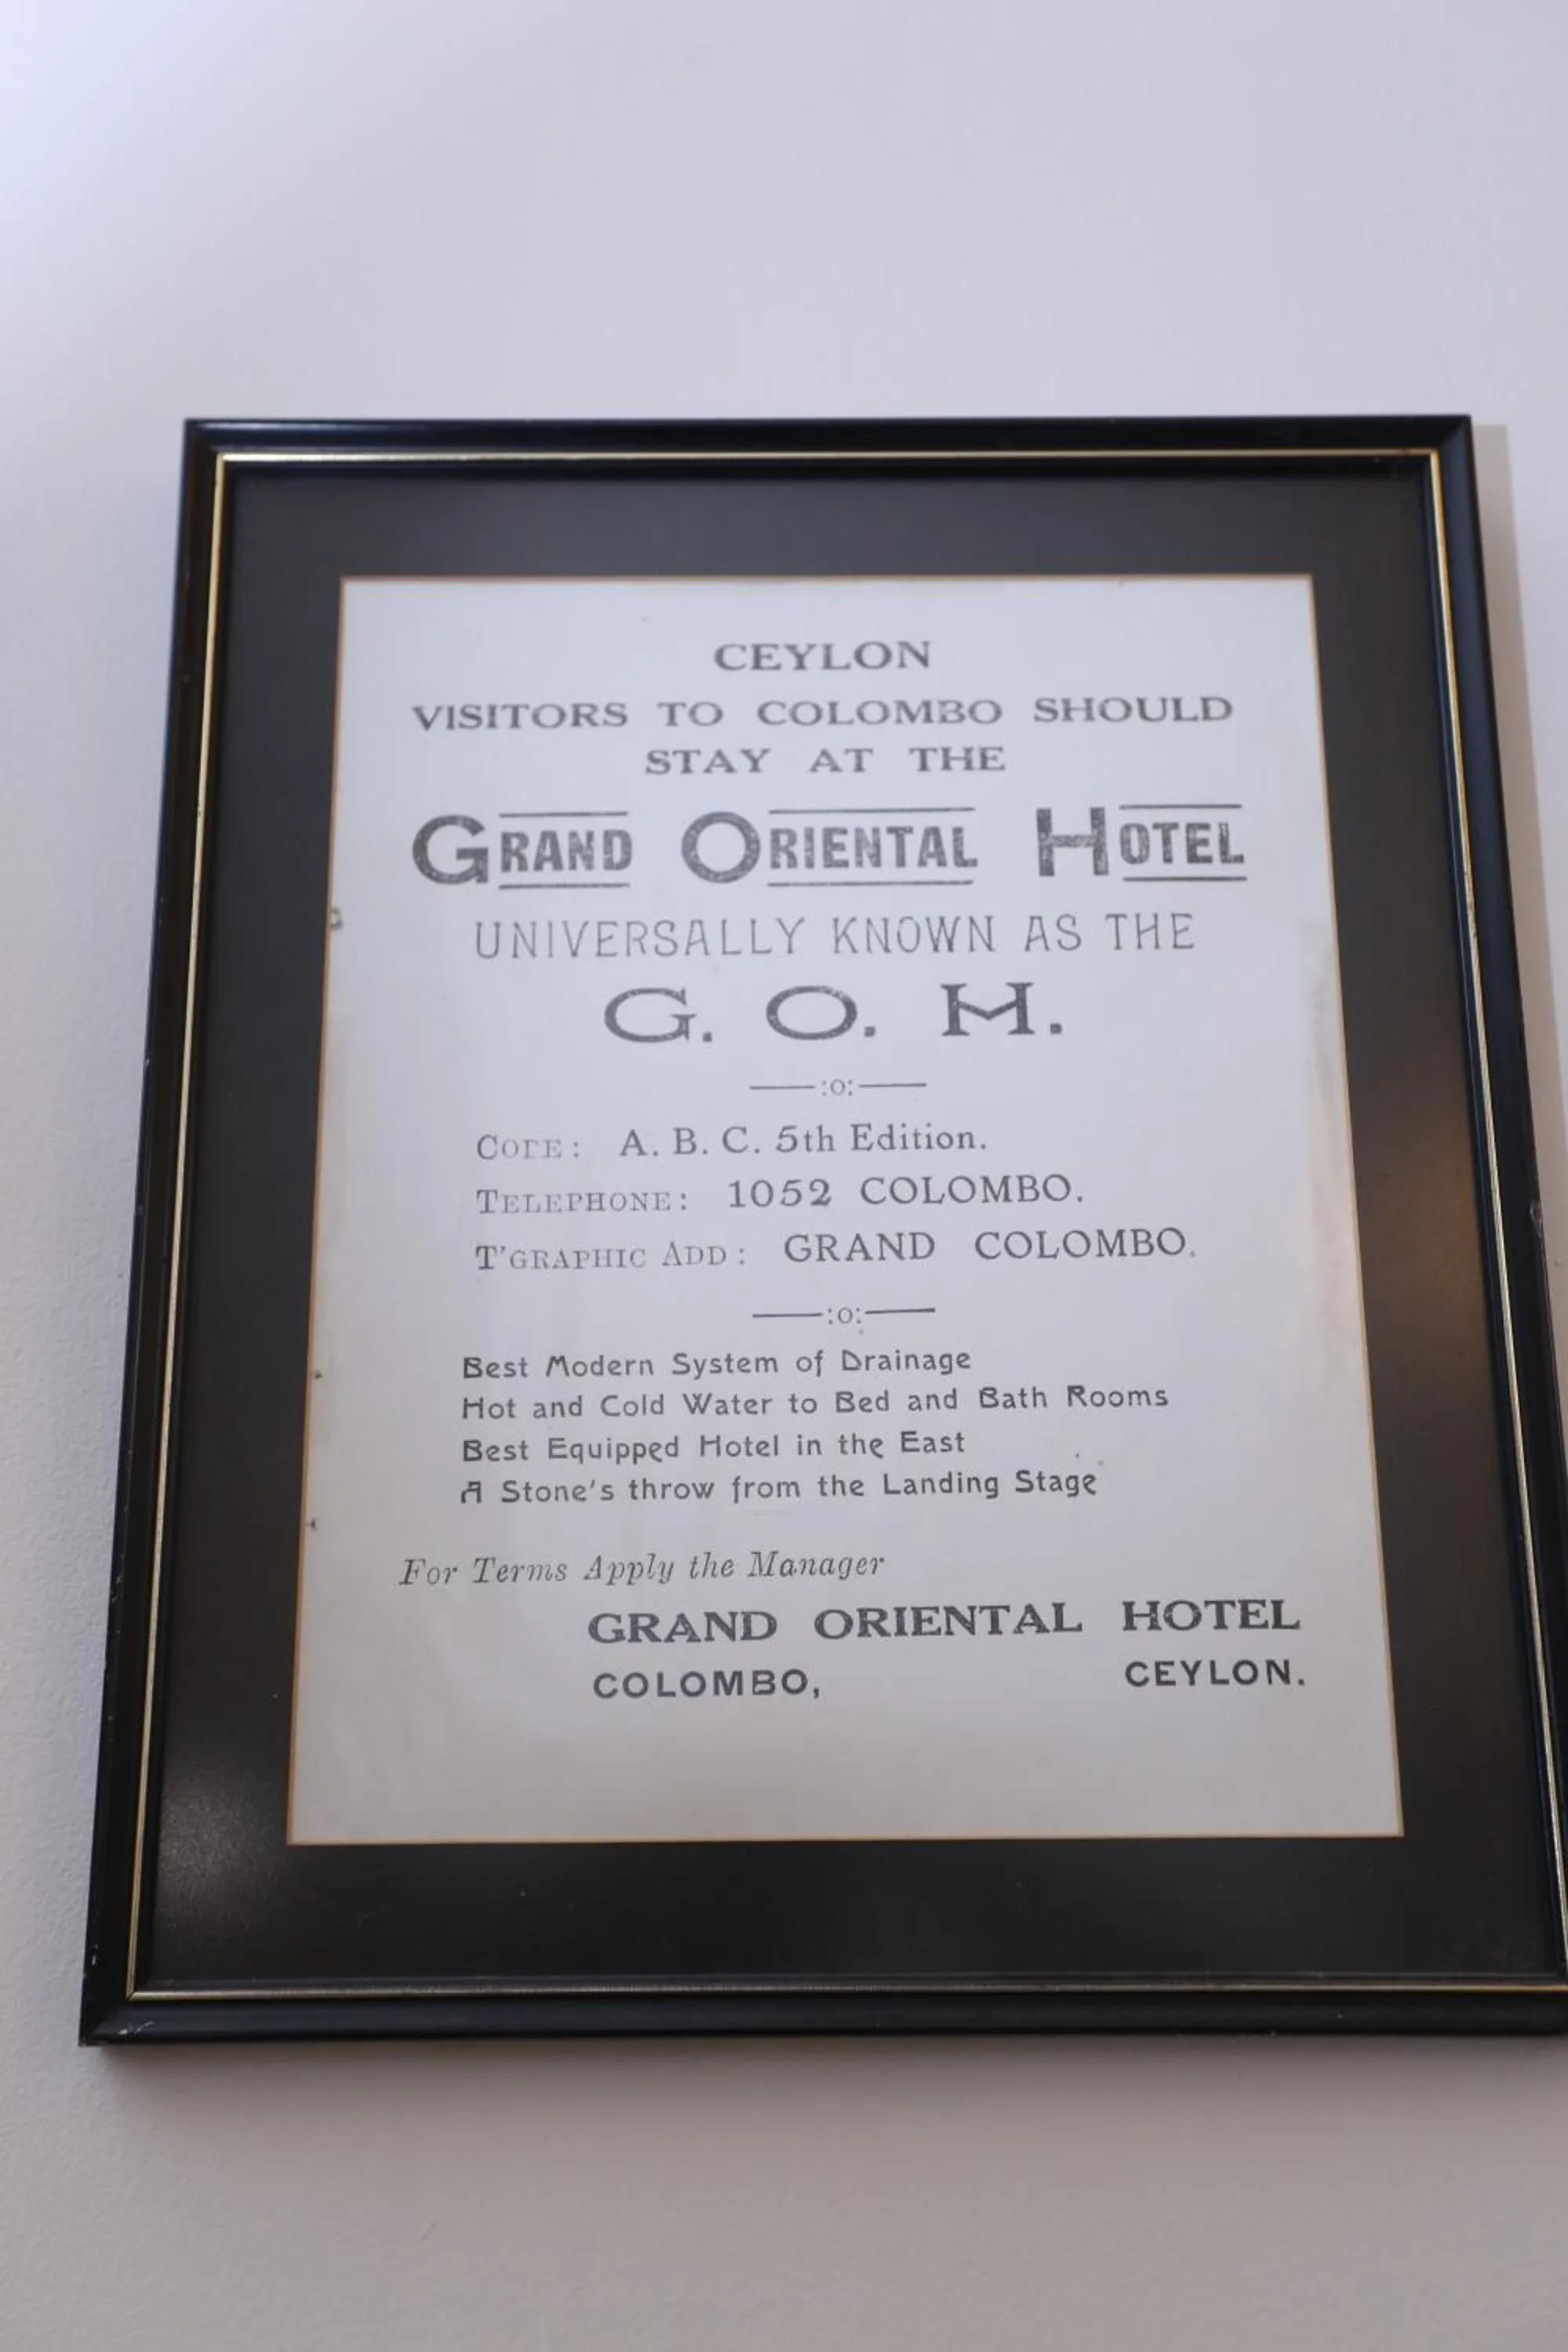 CEYLON
VISITORS TO COLOMBO SHOULD
STAY AT THE
GRAND ORIENTAL HOTEL
UNIVERSALLY KNOWN AS THE
G. O. H.
:o:
CODE: A. B. C. 5th Edition.
TELEPHONE: 1052 COLOMBO.
T'GRAPHIC ADD: GRAND COLOMBO.
:o:
Best Modern System of Drainage
Hot and Cold Water to Bed and Bath Rooms
Best Equipped Hotel in the East
A Stone's throw from the Landing Stage
For Terms Apply the Manager
GRAND ORIENTAL HOTEL
COLOMBO, CEYLON.